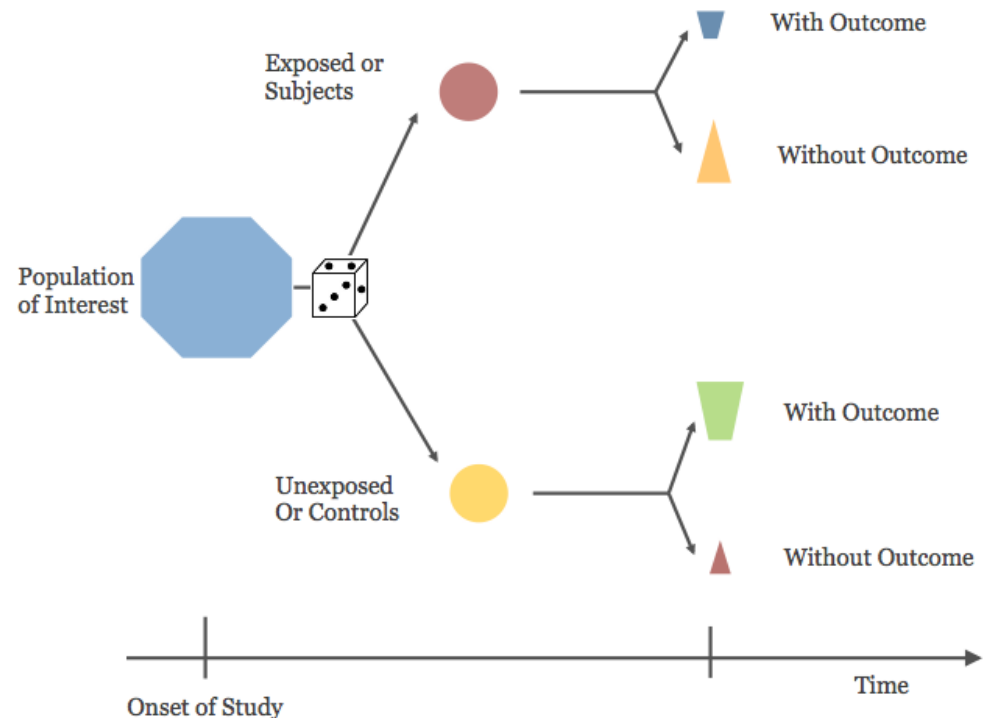 With Outcome
Exposed or
Subjects
Without Outcome
Population
of Interest
With Outcome
Unexposed
Or Controls
Without Outcome
Time
Onset of Study